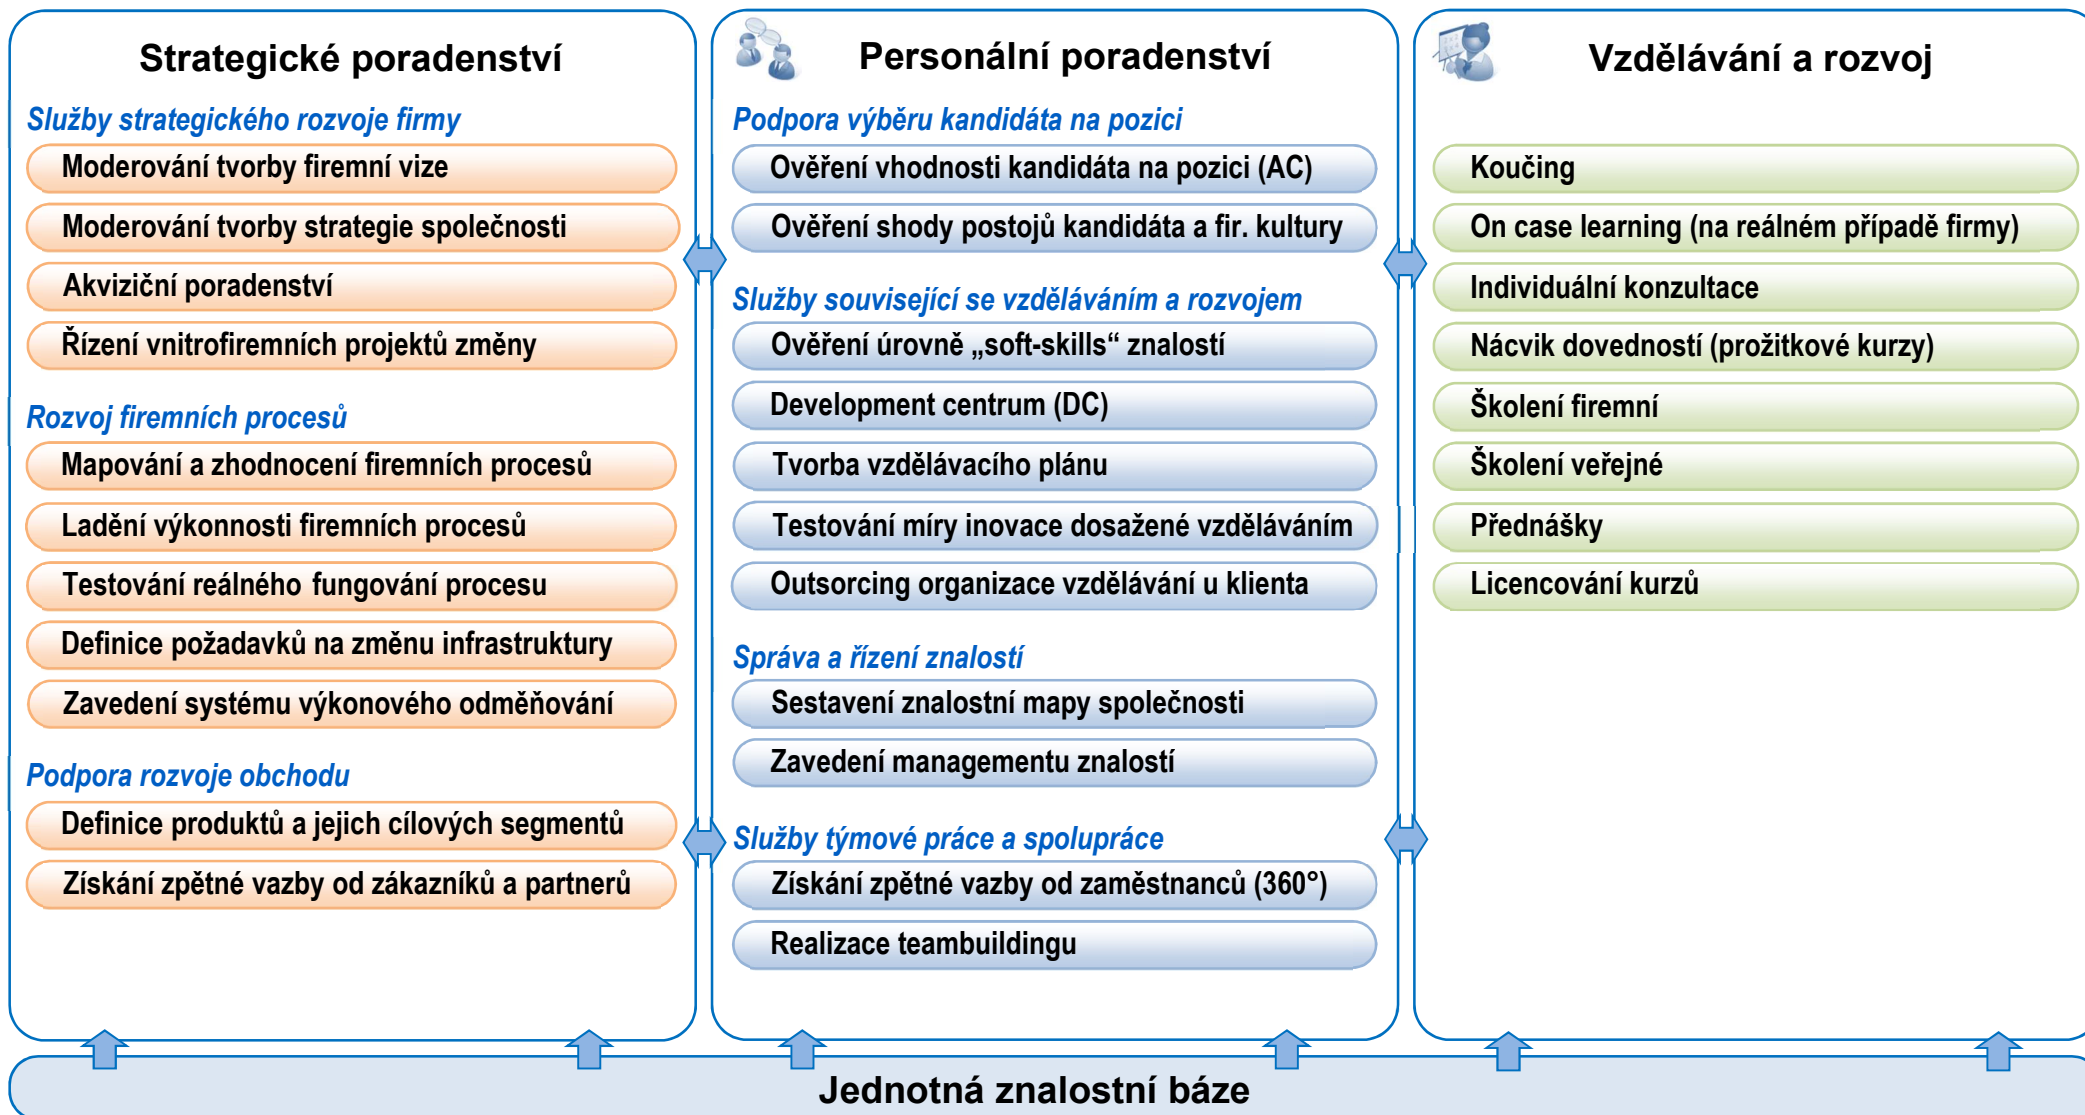 Strategické poradenství
Služby strategického rozvoje firmy
Moderování tvorby firemní vize
Moderování tvorby strategie společnosti
Akviziční poradenství
Řízení vnitrofiremních projektů změny
Rozvoj firemních procesů
Mapování a zhodnocení firemních procesů
Ladění výkonnosti firemních procesů
Testování reálného fungování procesu
Definice požadavků na změnu infrastruktury
Zavedení systému výkonového odměňování
Podpora rozvoje obchodu
Definice produktů a jejich cílových segmentů
Získání zpětné vazby od zákazníků a partnerů
Personální poradenství
Podpora výběru kandidáta na pozici
Ověření vhodnosti kandidáta na pozici (AC)
Ověření shody postojů kandidáta a fir. kultury
Služby související se vzděláváním a rozvojem
Ověření úrovně „soft-skills“ znalostí
Development centrum (DC)
Tvorba vzdělávacího plánu
Testování míry inovace dosažené vzděláváním
Outsorcing organizace vzdělávání u klienta
Správa a řízení znalostí
Sestavení znalostní mapy společnosti
Zavedení managementu znalostí
Služby týmové práce a spolupráce
Získání zpětné vazby od zaměstnanců (360°)
Realizace teambuildingu
Vzdělávání a rozvoj
Koučing
On case learning (na reálném případě firmy)
Individuální konzultace
Nácvik dovedností (prožitkové kurzy)
Školení firemní
Školení veřejné
Přednášky
Licencování kurzů
Jednotná znalostní báze